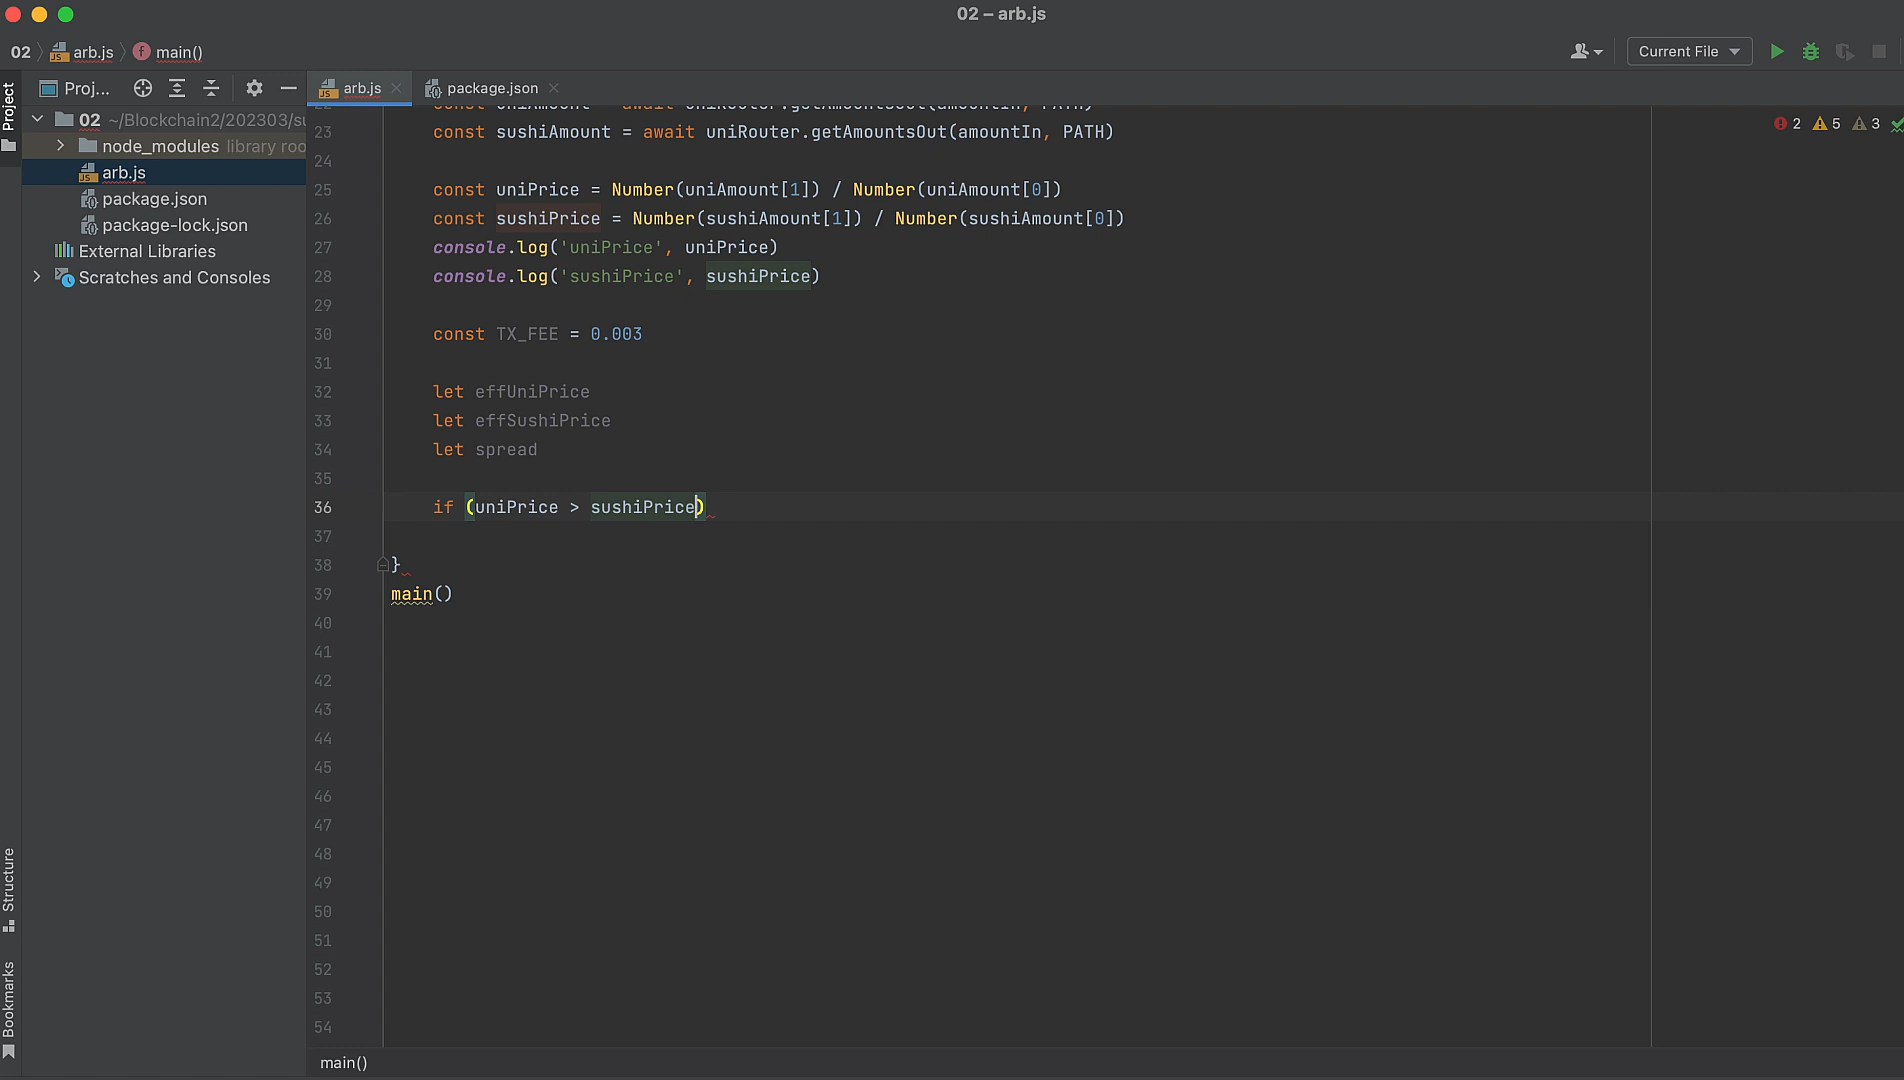 02 – arb.js
02 arb.js main()
Current File
Project
Proj...
arb.js
package.json
02 ~/Blockchain2/202303/su
node_modules library roo
arb.js
package.json
package-lock.json
External Libraries
Scratches and Consoles
2 5 3
23 const sushiAmount = await uniRouter.getAmountsOut(amountIn, PATH)
24
25 const uniPrice = Number(uniAmount[1]) / Number(uniAmount[0])
26 const sushiPrice = Number(sushiAmount[1]) / Number(sushiAmount[0])
27 console.log('uniPrice', uniPrice)
28 console.log('sushiPrice', sushiPrice)
29
30 const TX_FEE = 0.003
31
32 let effUniPrice
33 let effSushiPrice
34 let spread
35
36 if (uniPrice > sushiPrice)
37
38 }
39 main()
40
41
42
43
44
45
46
47
48
49
50
51
52
53
54
Structure
Bookmarks
main()